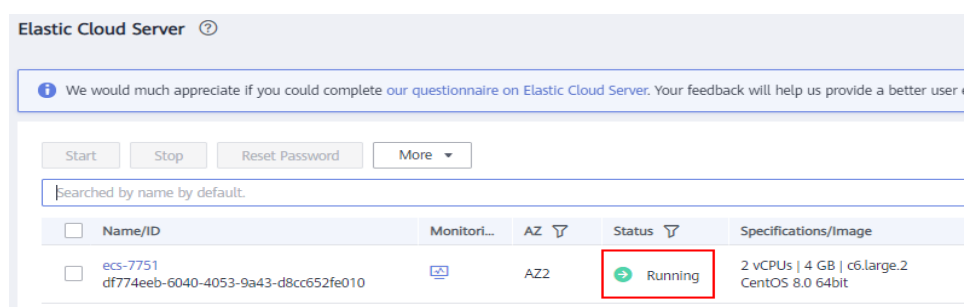 Elastic Cloud Server ?
We would much appreciate if you could complete our questionnaire on Elastic Cloud Server. Your feedback will help us provide a better user
Start Stop Reset Password More
Searched by name by default.
Name/ID Monitori... AZ Status Specifications/Image
ecs-7751 2 vCPUs | 4 GB | c6.large.2
AZ2 Running
df774eeb-6040-4053-9a43-d8cc652fe010 CentOS 8.0 64bit